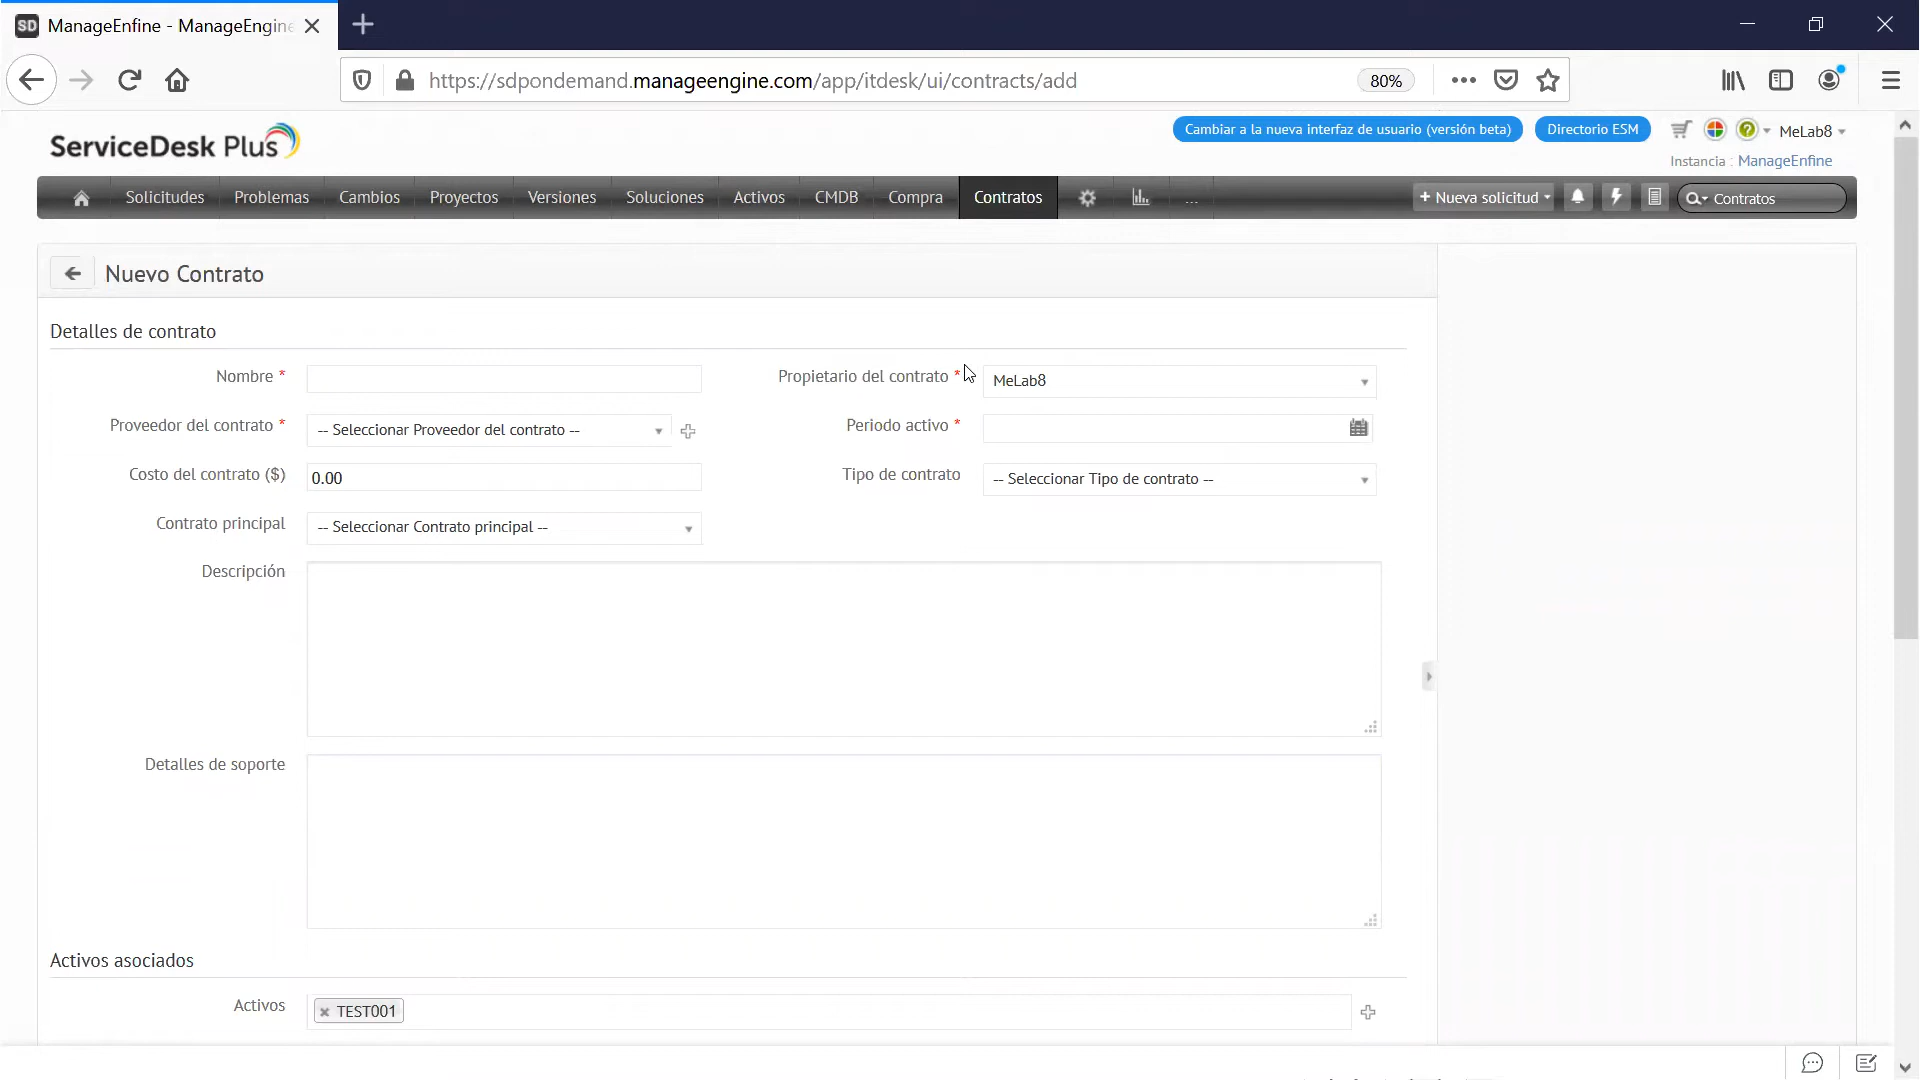 SD ManageEnfine - ManageEngine
https://sdpondemand.manageengine.com/app/itdesk/ui/contracts/add 80%
ServiceDesk Plus
Cambiar a la nueva interfaz de usuario (versión beta) Directorio ESM MeLab8
Instancia : ManageEnfine
Solicitudes Problemas Cambios Proyectos Versiones Soluciones Activos CMDB Compra Contratos ... + Nueva solicitud Contratos
Nuevo Contrato
Detalles de contrato
Nombre * Propietario del contrato * MeLab8
Proveedor del contrato * -- Seleccionar Proveedor del contrato -- Periodo activo *
Costo del contrato ($) 0.00 Tipo de contrato -- Seleccionar Tipo de contrato --
Contrato principal -- Seleccionar Contrato principal --
Descripción
Detalles de soporte
Activos asociados
Activos TEST001